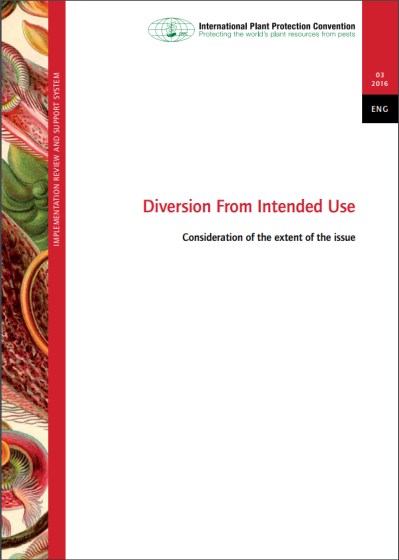 International Plant Protection Convention
Protecting the world's plant resources from pests
03
2016
ENG
IMPLEMENTATION REVIEW AND SUPPORT SYSTEM
Diversion From Intended Use
Consideration of the extent of the issue